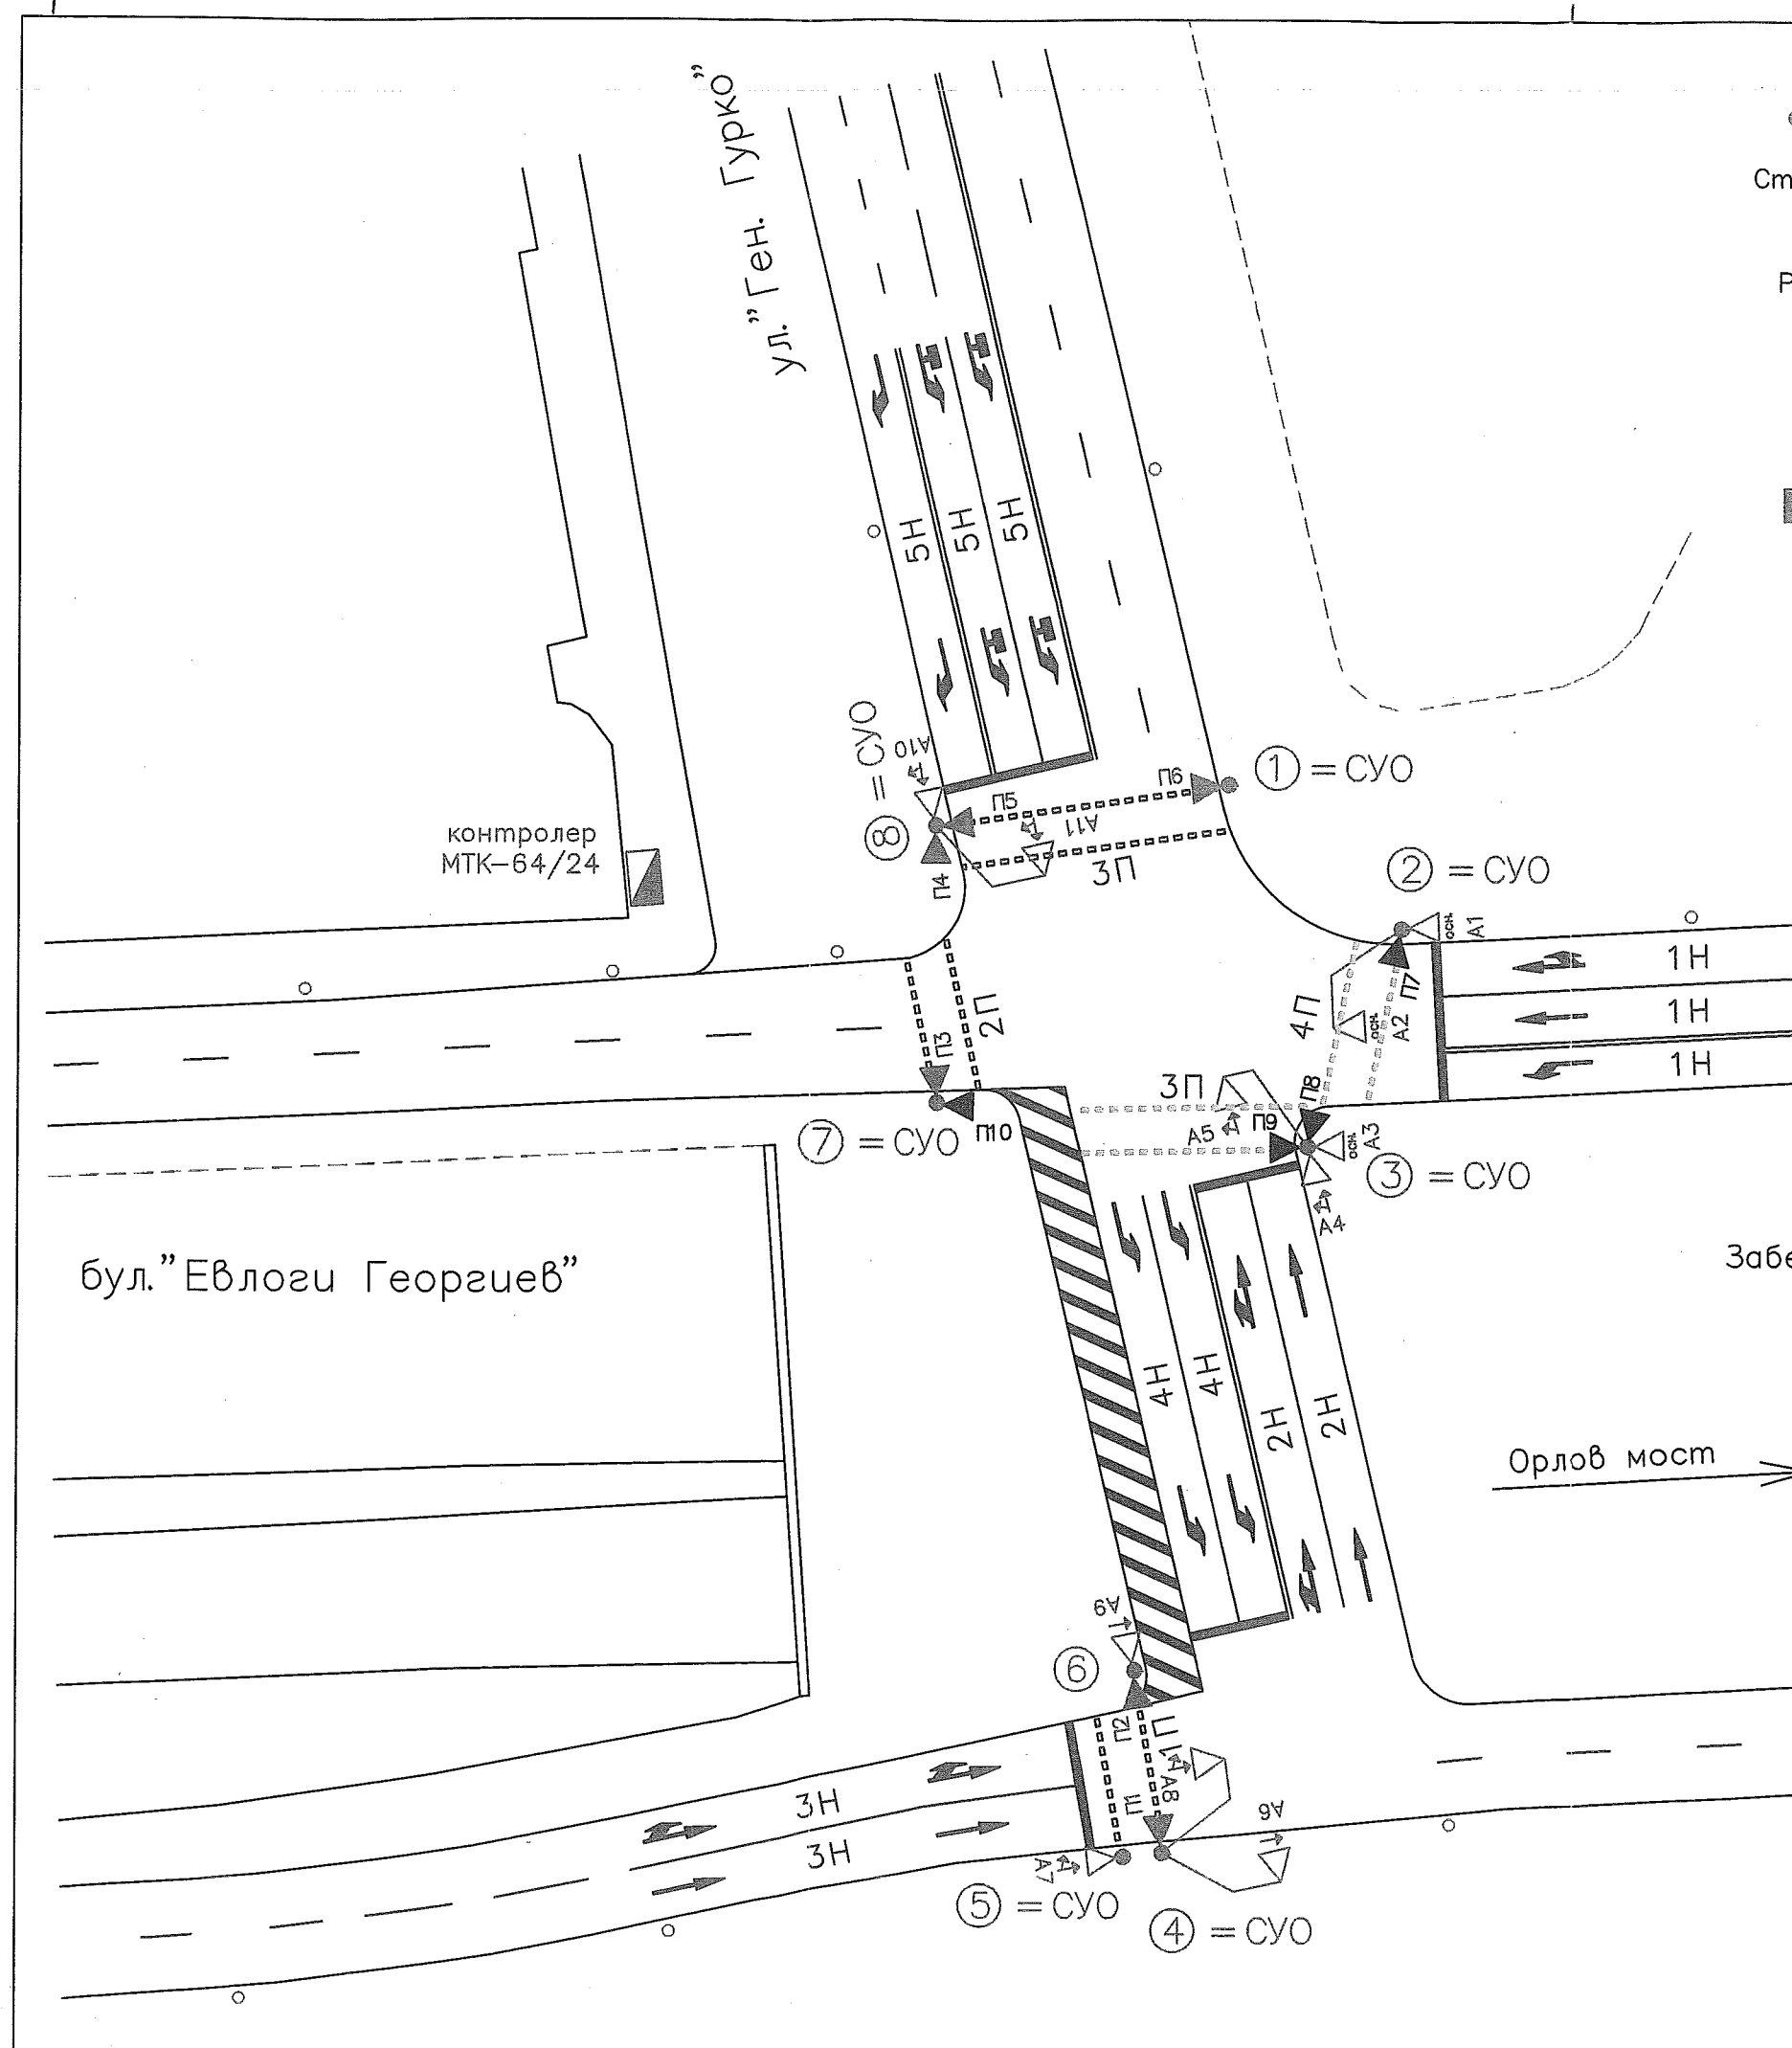 ул."Ген. Гурко"
Ст
Р
5Н
5Н
5Н
⑧ = СУО
А10
П5
П6
① = СУО
А11
3П
контролер
МТК-64/24
П4
② = СУО
осн.
А1
1Н
П7
4П
осн.
А2
1Н
2П
П3
1Н
3П
П8
А5
П9
осн.
А3
⑦ = СУО
П10
③ = СУО
А4
бул."Евлоги Георгиев"
Забе
4Н
4Н
2Н
2Н
Орлов мост
А9
⑥
П2
1П
А8
П1
3Н
3Н
А6
А7
⑤ = СУО
④ = СУО